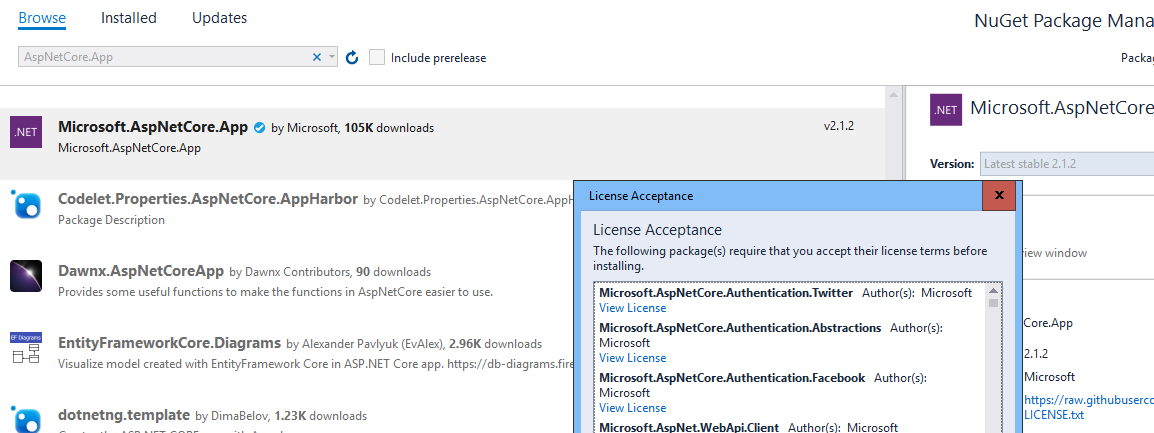 Browse
Installed
Updates
NuGet Package Mana
AspNetCore.App
Include prerelease
Packag
.NET
Microsoft.AspNetCore.App by Microsoft, 105K downloads
v2.1.2
Microsoft.AspNetCore.App
.NET
Microsoft.AspNetCore
Version:
Latest stable 2.1.2
Codelet.Properties.AspNetCore.AppHarbor by Codelet.Properties.AspNetCore.AppH
Package Description
Dawnx.AspNetCoreApp by Dawnx Contributors, 90 downloads
Provides some useful functions to make the functions in AspNetCore easier to use.
EF Diagrams
EntityFrameworkCore.Diagrams by Alexander Pavlyuk (EvAlex), 2.96K downloads
Visualize model created with EntityFramework Core in ASP.NET Core app. https://db-diagrams.fire
dotnetng.template by DimaBelov, 1.23K downloads
License Acceptance
License Acceptance
The following package(s) require that you accept their license terms before
installing.
Microsoft.AspNetCore.Authentication.Twitter Author(s): Microsoft
View License
Microsoft.AspNetCore.Authentication.Abstractions Author(s):
Microsoft
View License
Microsoft.AspNetCore.Authentication.Facebook Author(s):
Microsoft
View License
Microsoft.AspNet.WebApi.Client Author(s): Microsoft
view window
Core.App
2.1.2
Microsoft
https://raw.githubuserco
LICENSE.txt